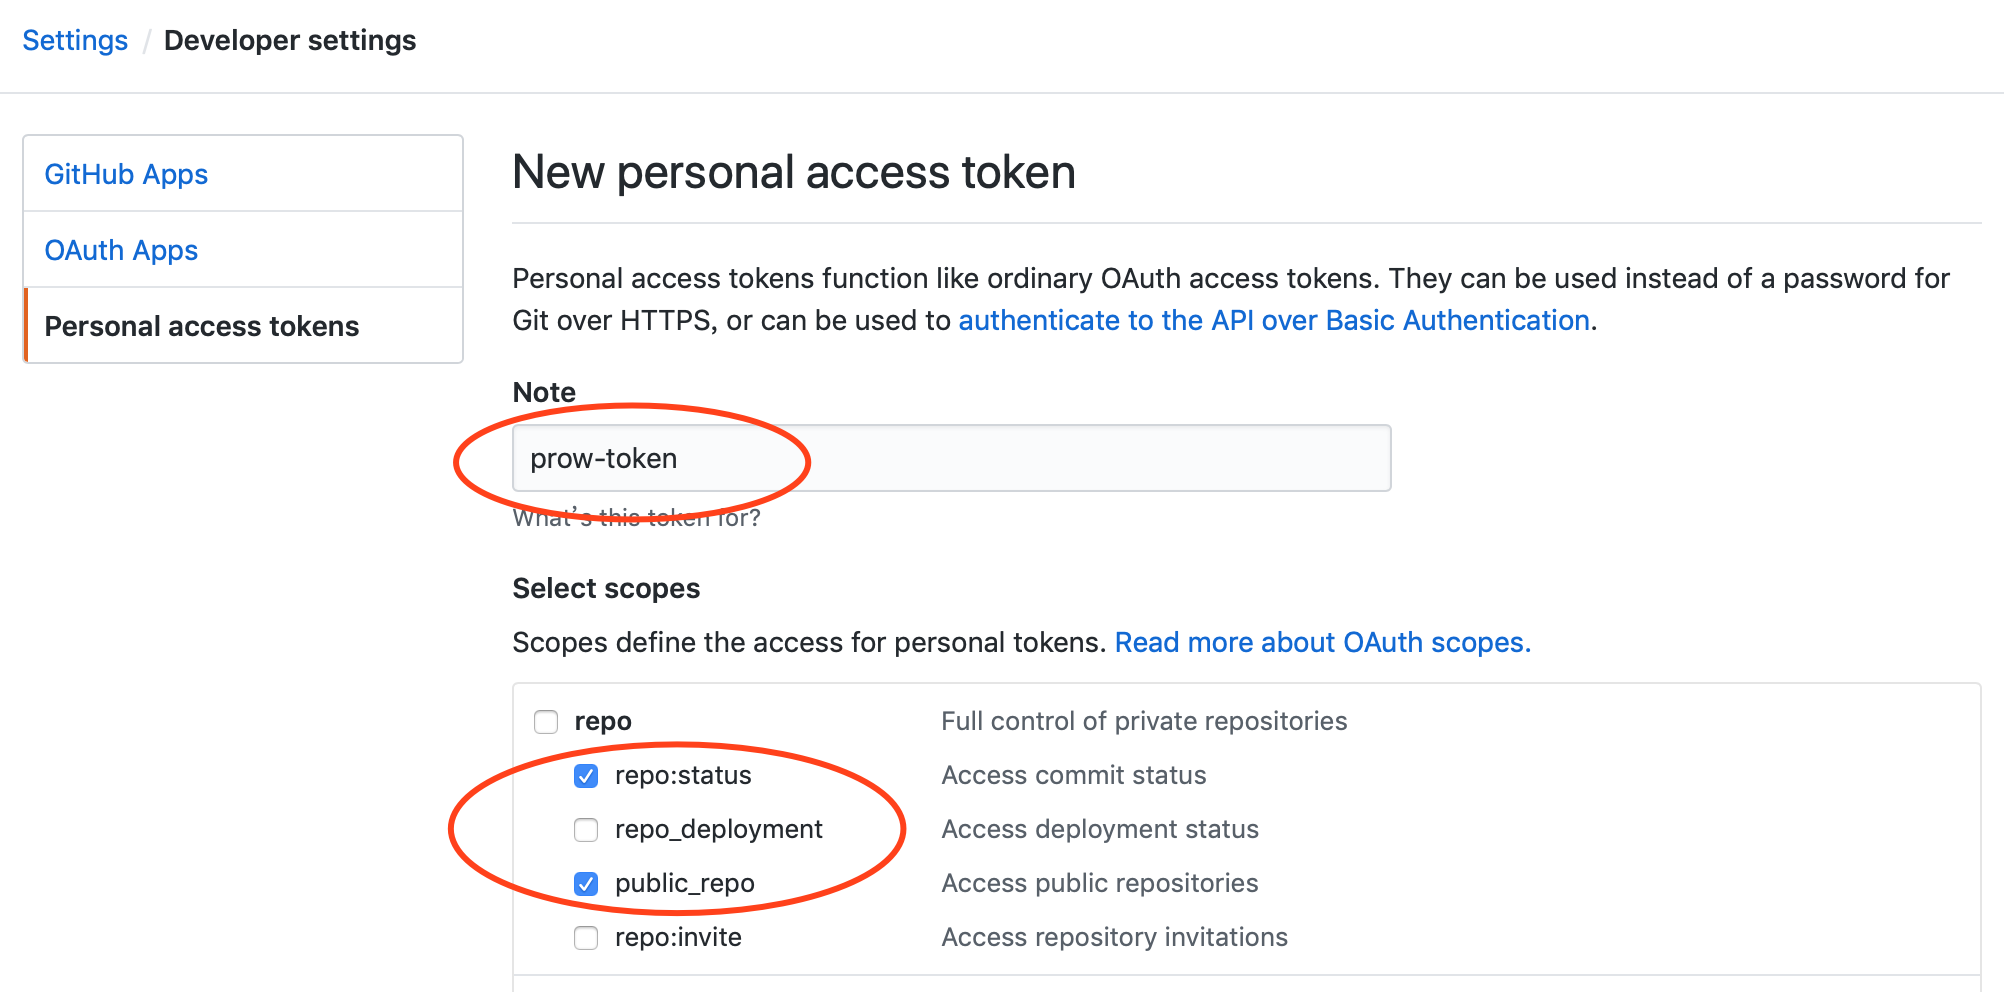 Settings / Developer settings
GitHub Apps
OAuth Apps
Personal access tokens
New personal access token
Personal access tokens function like ordinary OAuth access tokens. They can be used instead of a password for
Git over HTTPS, or can be used to authenticate to the API over Basic Authentication.
Note
prow-token
What's this token for?
Select scopes
Scopes define the access for personal tokens. Read more about OAuth scopes.
repo Full control of private repositories
repo:status Access commit status
repo_deployment Access deployment status
public_repo Access public repositories
repo:invite Access repository invitations